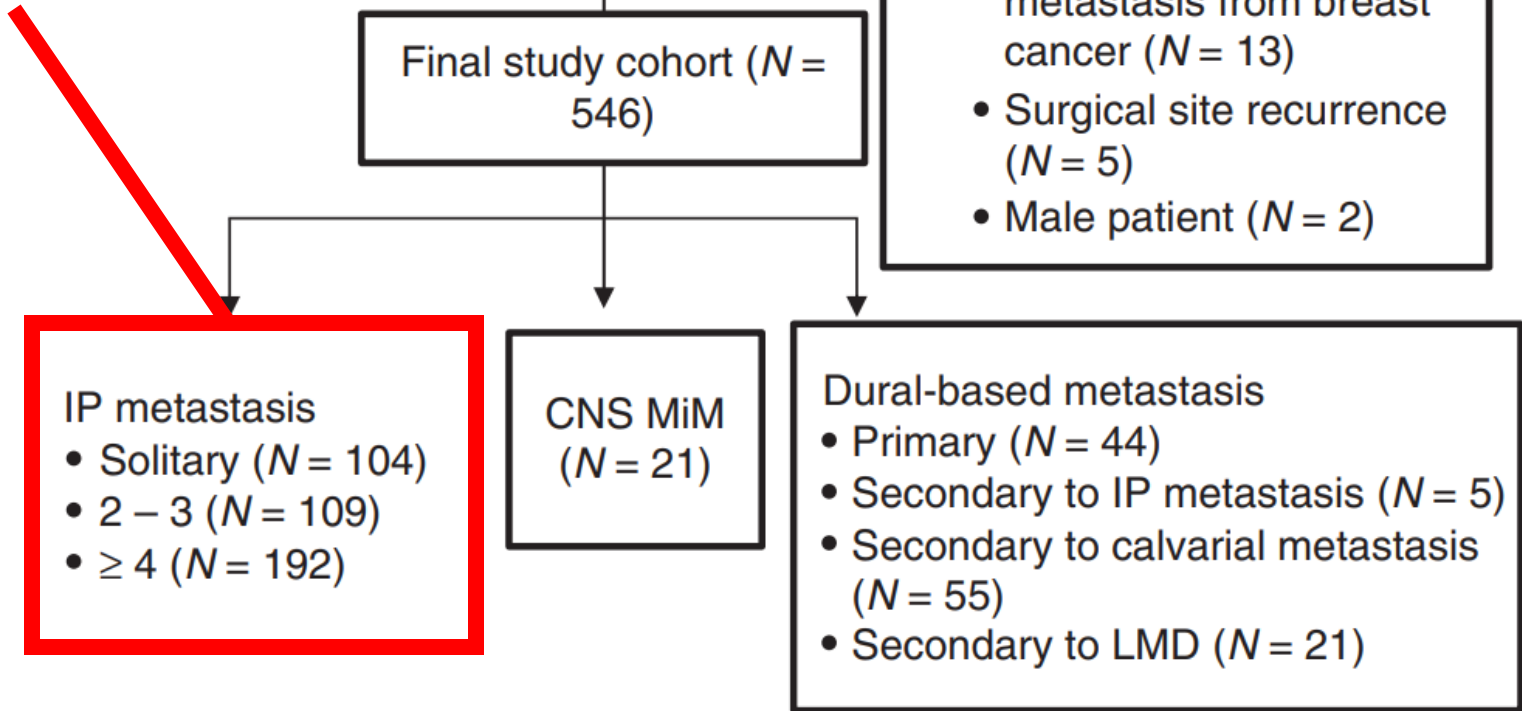 Final study cohort (N =
546)
metastasis from breast
cancer (N = 13)
• Surgical site recurrence
(N = 5)
• Male patient (N = 2)
IP metastasis
• Solitary (N = 104)
• 2 – 3 (N = 109)
• ≥ 4 (N = 192)
CNS MiM
(N = 21)
Dural-based metastasis
• Primary (N = 44)
• Secondary to IP metastasis (N = 5)
• Secondary to calvarial metastasis
(N = 55)
• Secondary to LMD (N = 21)